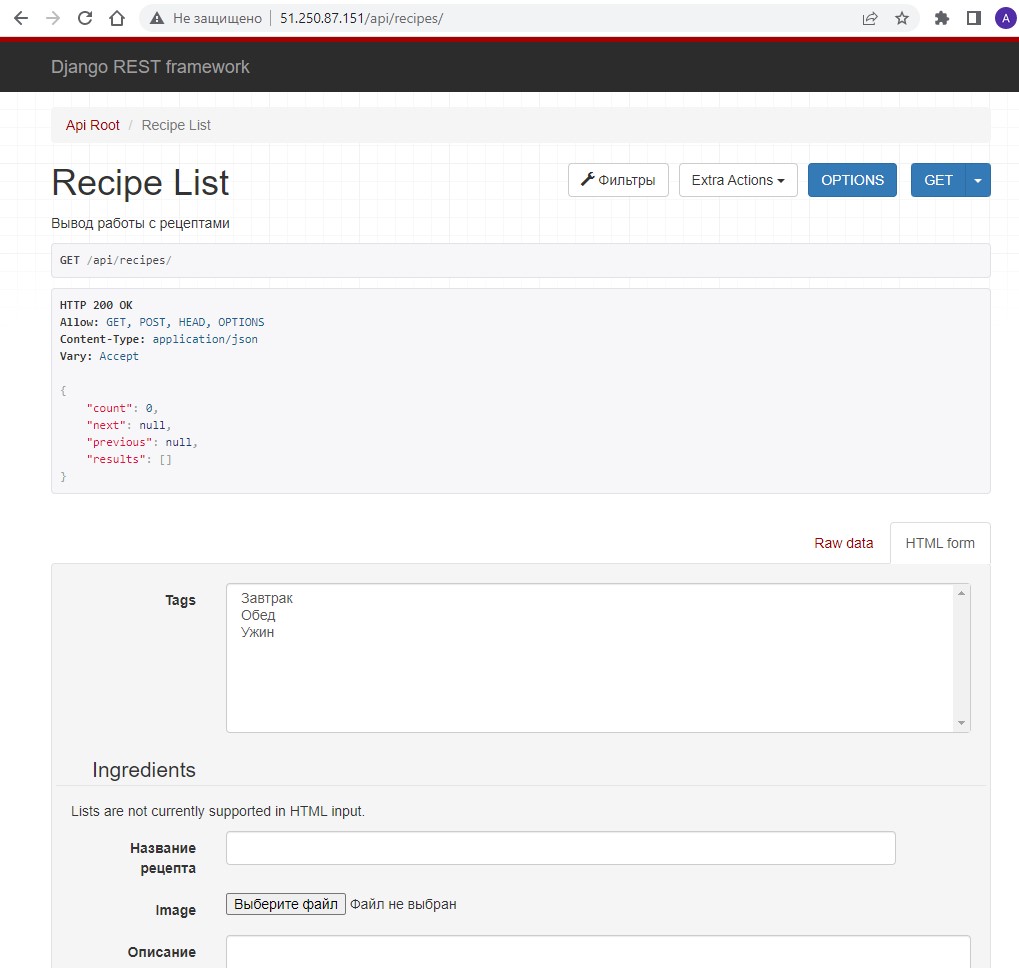 Не защищено 51.250.87.151/api/recipes/ A
Django REST framework
Api Root / Recipe List
Recipe List
Фильтры Extra Actions OPTIONS GET
Вывод работы с рецептами
GET /api/recipes/
HTTP 200 OK
Allow: GET, POST, HEAD, OPTIONS
Content-Type: application/json
Vary: Accept
{
"count": 0,
"next": null,
"previous": null,
"results": []
}
Raw data HTML form
Tags
Завтрак
Обед
Ужин
Ingredients
Lists are not currently supported in HTML input.
Название
рецепта
Image Выберите файл Файл не выбран
Описание